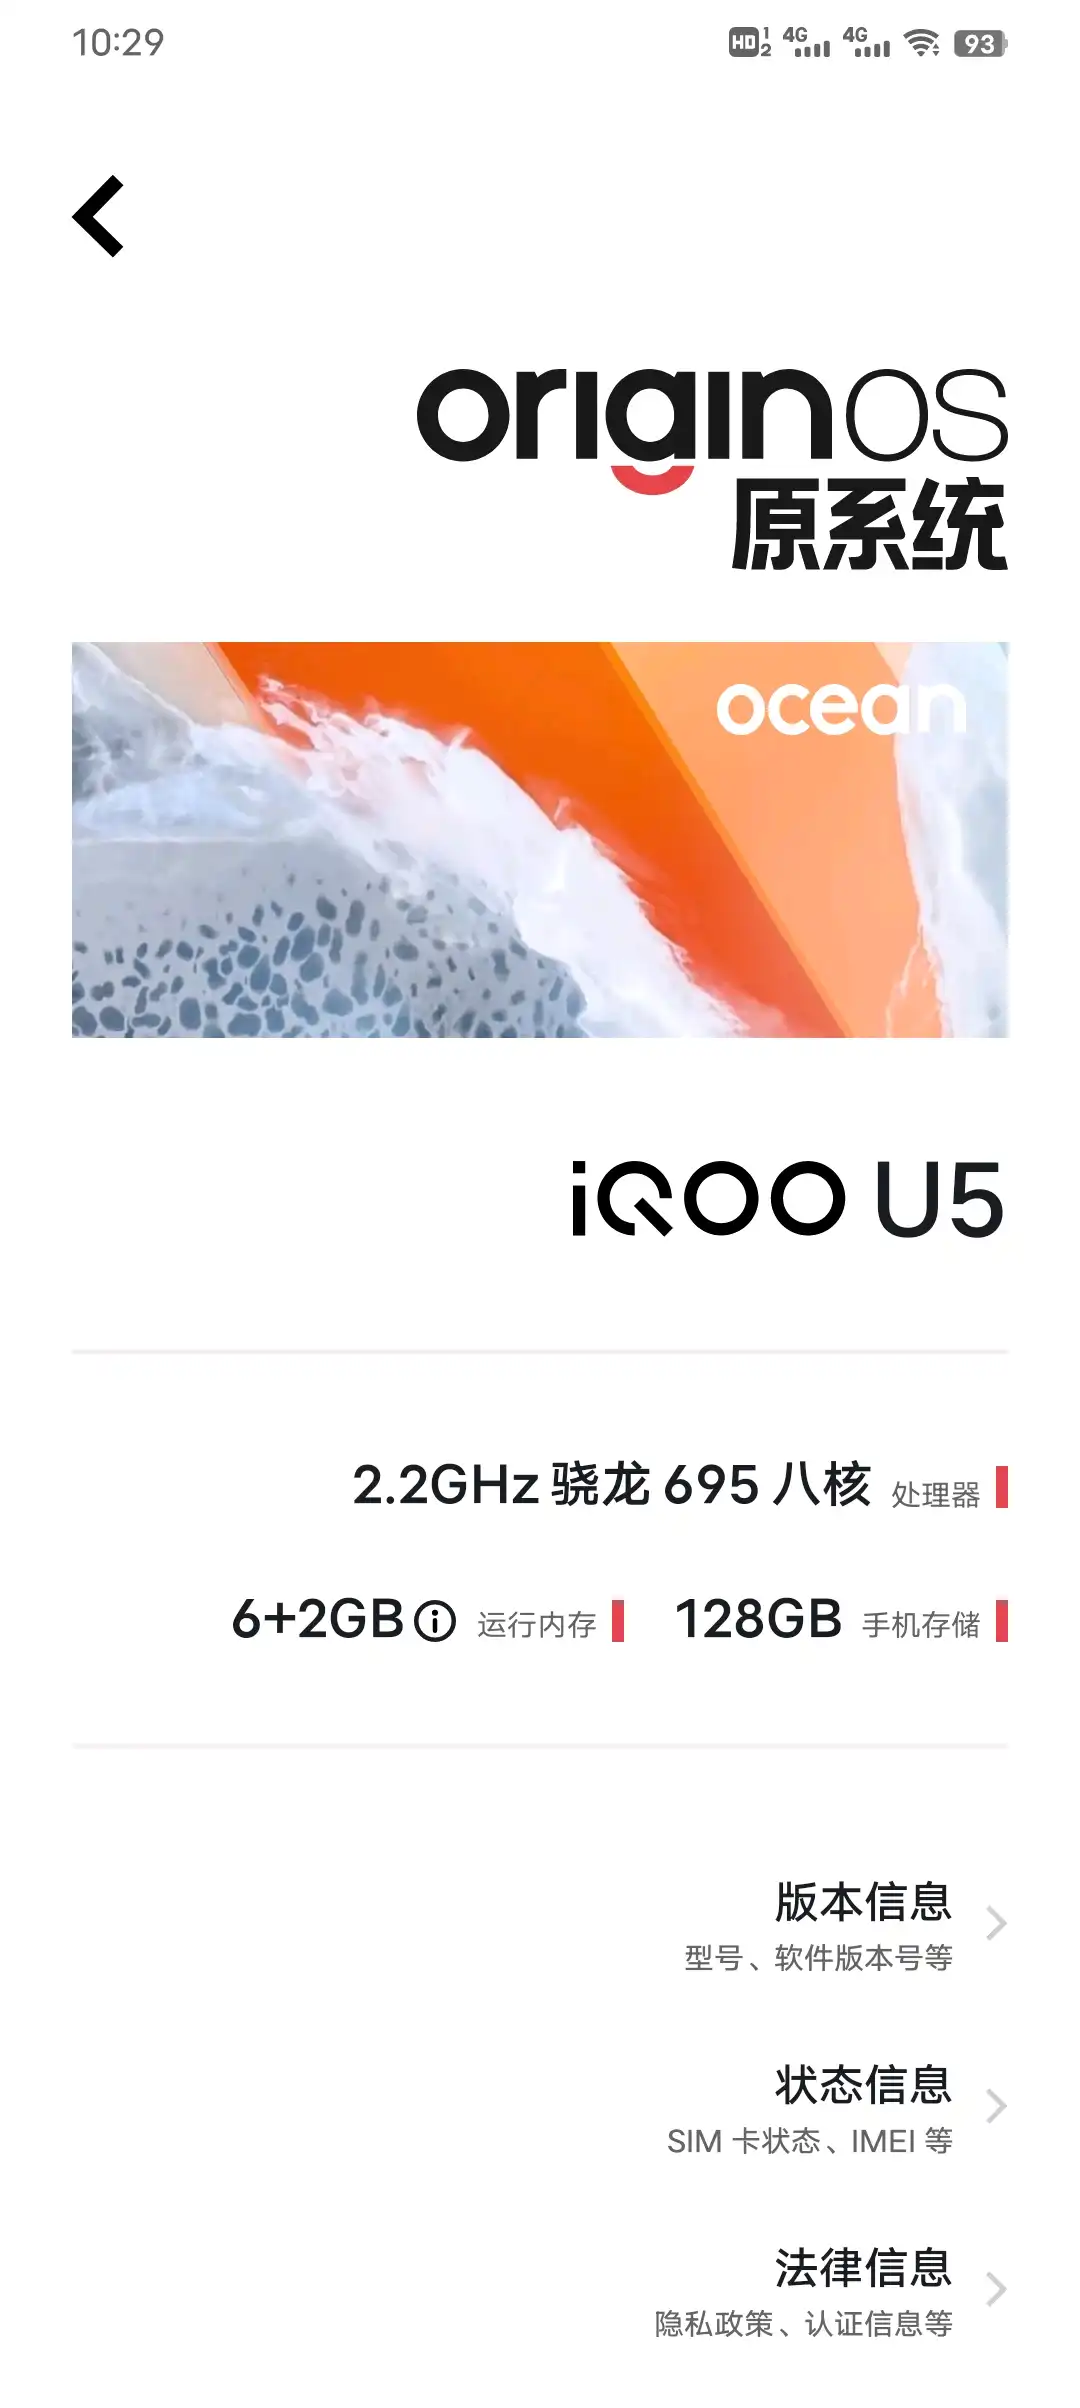 10:29 HD 1 2 4G 4G 93
originOS
原系统
ocean
iQOO U5
2.2GHz 骁龙 695 八核 处理器
6+2GB 运行内存 128GB 手机存储
版本信息
型号、软件版本号等
状态信息
SIM 卡状态、IMEI 等
法律信息
隐私政策、认证信息等